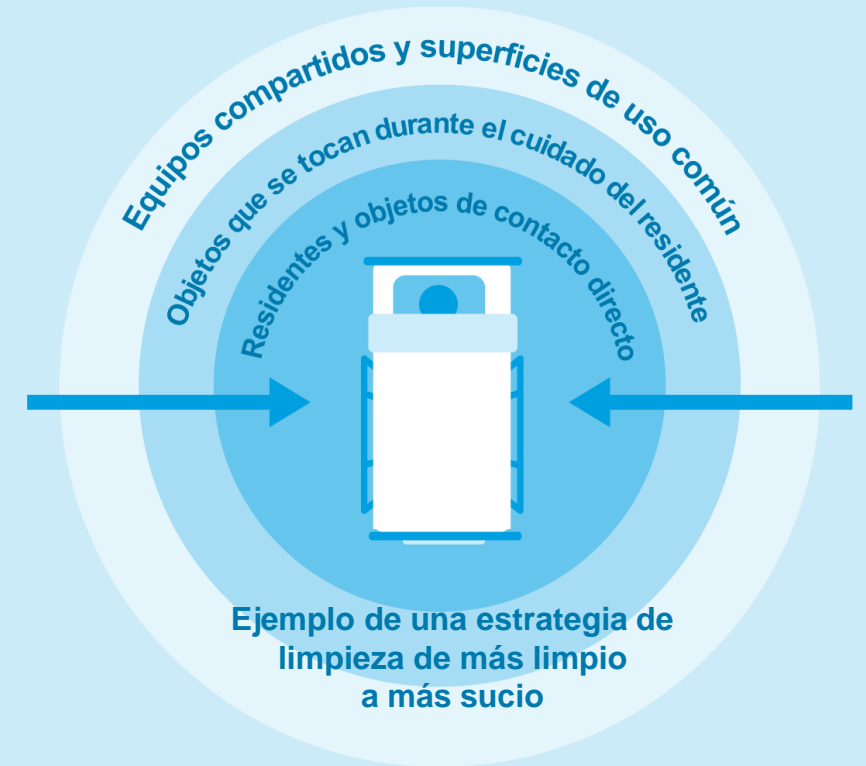 Equipos compartidos y superficies de uso común
Objetos que se tocan durante el cuidado del residente
Residentes y objetos de contacto directo
Ejemplo de una estrategia de
limpieza de más limpio
a más sucio